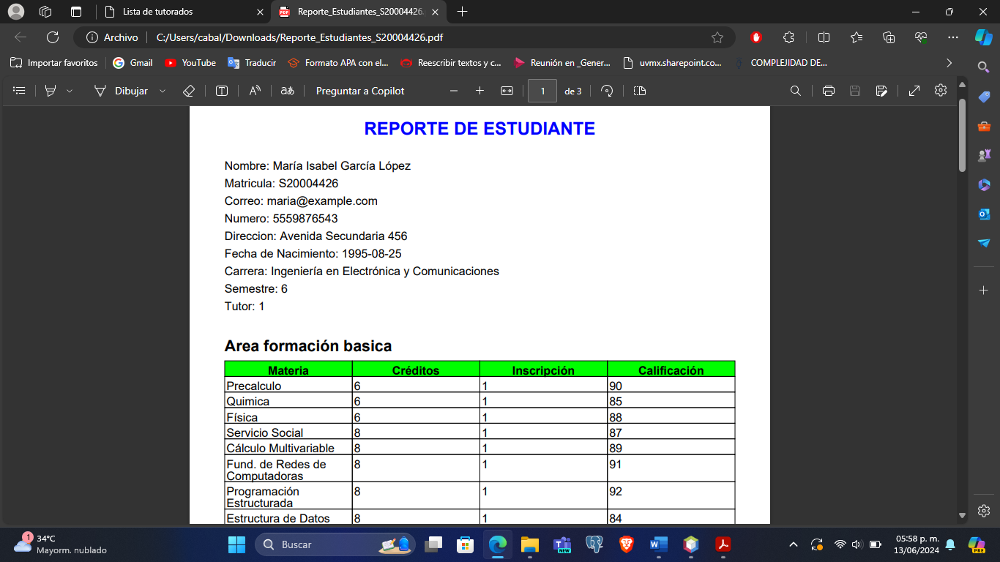 Lista de tutorados
Reporte_Estudiantes_S20004426.
Archivo
C:/Users/cabal/Downloads/Reporte_Estudiantes_S20004426.pdf
Importar favoritos
Gmail
YouTube
Traducir
Formato APA con el...
Reescribir textos y c...
Reunión en _Gener...
uvmx.sharepoint.co...
COMPLEJIDAD DE...
Dibujar
aあ
Preguntar a Copilot
1 de 3
REPORTE DE ESTUDIANTE
Nombre: María Isabel García López
Matricula: S20004426
Correo: maria@example.com
Numero: 5559876543
Direccion: Avenida Secundaria 456
Fecha de Nacimiento: 1995-08-25
Carrera: Ingeniería en Electrónica y Comunicaciones
Semestre: 6
Tutor: 1
Area formación basica
Materia Créditos Inscripción Calificación
Precalculo 6 1 90
Quimica 6 1 85
Física 6 1 88
Servicio Social 8 1 87
Cálculo Multivariable 8 1 89
Fund. de Redes de 8 1 91
Computadoras
Programación 8 1 92
Estructurada
Estructura de Datos 8 1 84
1
34°C
Mayorm. nublado
Buscar
NEW
05:58 p. m.
13/06/2024
PRE